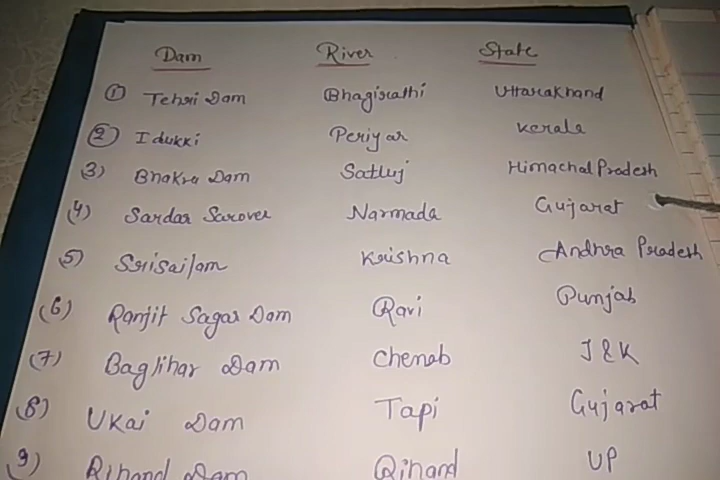 Dam River State
① Tehri Dam Bhagirathi Uttarakhand
② Idukki Periyar Kerala
3) Bhakra Dam Satluj Himachal Pradesh
(4) Sardar Sarover Narmada Gujarat
(5) Srisailam Krishna Andhra Pradesh
(6) Ranjit Sagar Dam Ravi Punjab
(7) Baglihar Dam Chenab J&K
(8) Ukai Dam Tapi Gujarat
(9) Rihand Dam Rihand UP